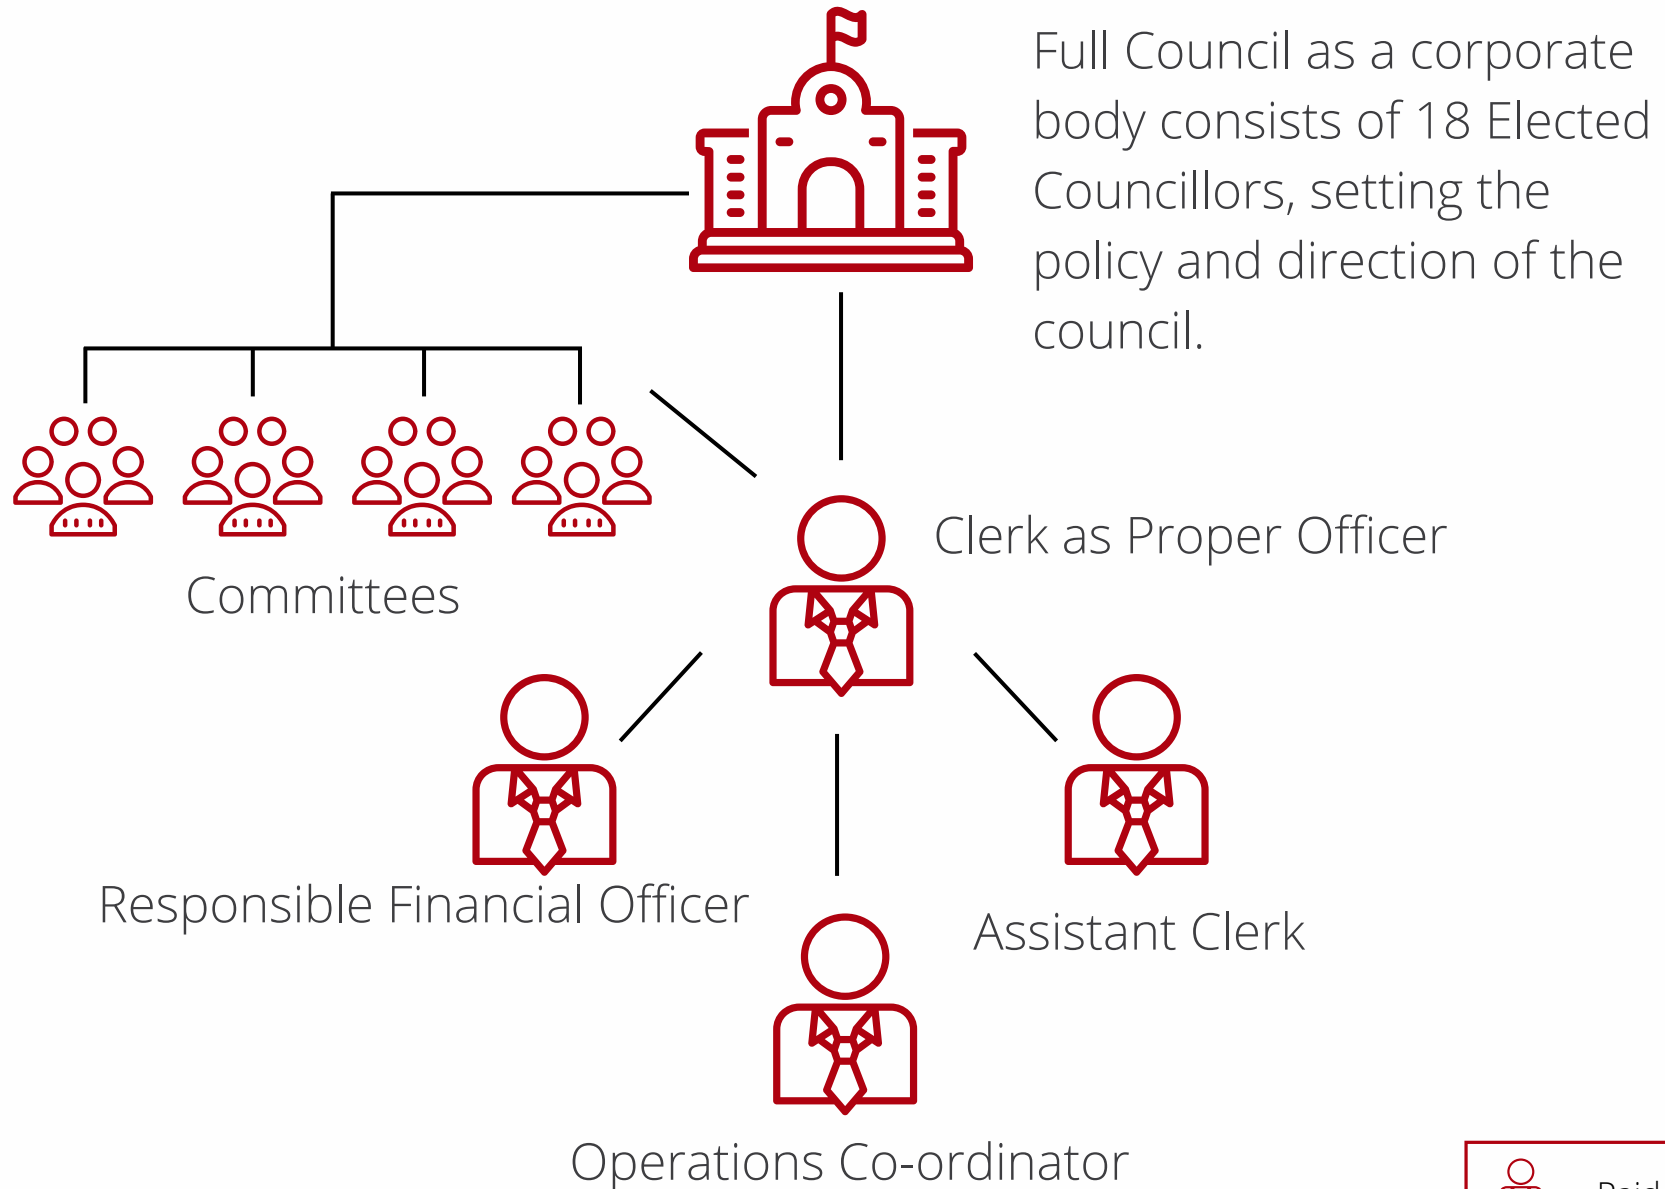 Full Council as a corporate
body consists of 18 Elected
Councillors, setting the
policy and direction of the
council.
Clerk as Proper Officer
Committees
Responsible Financial Officer
Assistant Clerk
Operations Co-ordinator
Paid